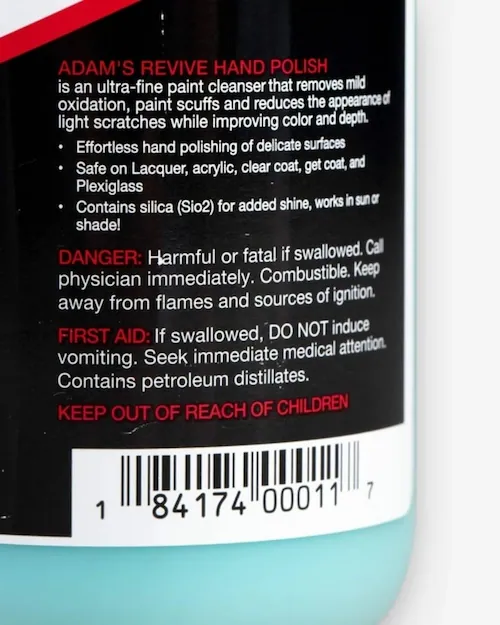 ADAM'S REVIVE HAND POLISH
is an ultra-fine paint cleanser that removes mild
oxidation, paint scuffs and reduces the appearance of
light scratches while improving color and depth.
• Effortless hand polishing of delicate surfaces
• Safe on Lacquer, acrylic, clear coat, get coat, and
Plexiglass
• Contains silica (Sio2) for added shine, works in sun or
shade!
DANGER: Harmful or fatal if swallowed. Call
physician immediately. Combustible. Keep
away from flames and sources of ignition.
FIRST AID: If swallowed, DO NOT induce
vomiting. Seek immediate medical attention.
Contains petroleum distillates.
KEEP OUT OF REACH OF CHILDREN
1 84174 00011 7